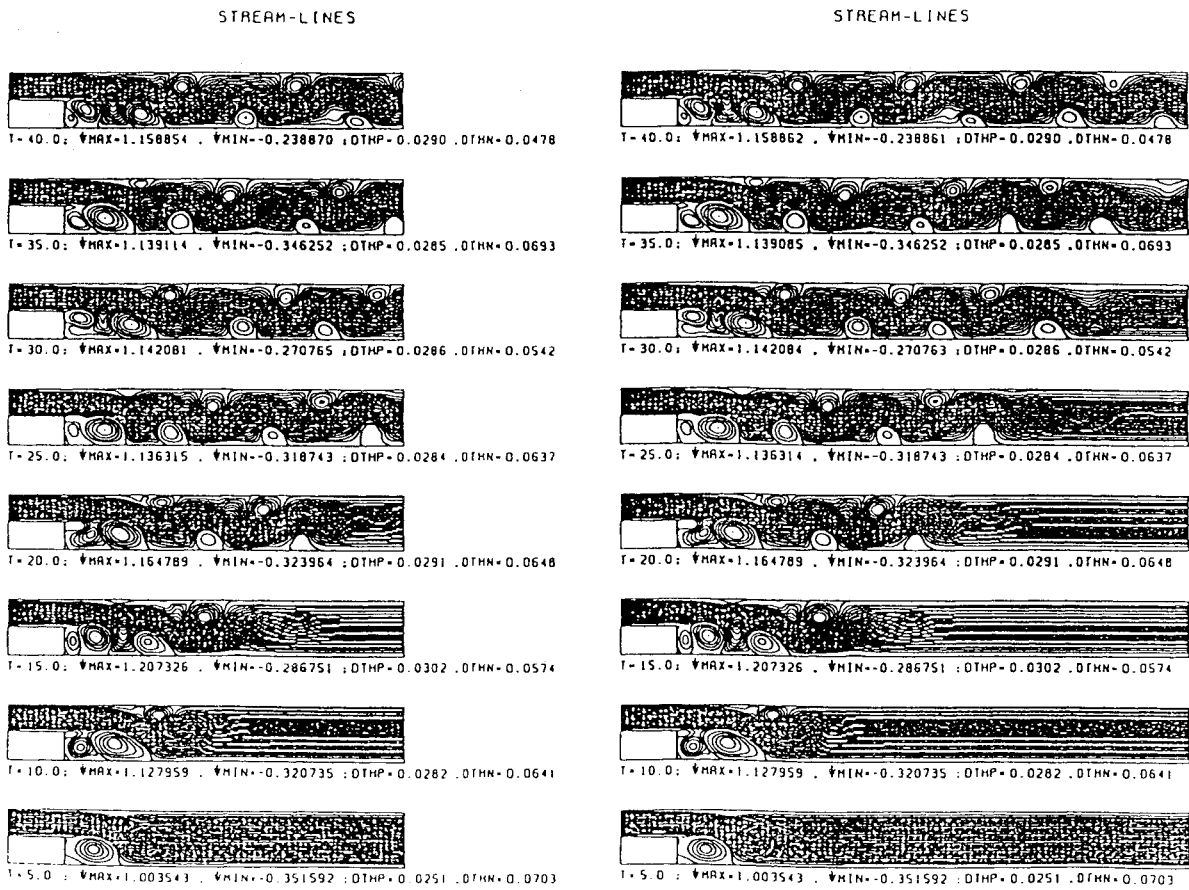 STREAM-LINES
T=40.0; ΨMAX=1.158854 , ΨMIN=-0.238870 ;DTHP=0.0290 ,DTHN=0.0478
T=35.0; ΨMAX=1.139114 , ΨMIN=-0.346252 ;DTHP=0.0285 ,DTHN=0.0693
T=30.0; ΨMAX=1.142081 , ΨMIN=-0.270765 ;DTHP=0.0286 ,DTHN=0.0542
T=25.0; ΨMAX=1.136315 , ΨMIN=-0.318743 ;DTHP=0.0284 ,DTHN=0.0637
T=20.0; ΨMAX=1.164789 , ΨMIN=-0.323964 ;DTHP=0.0291 ,DTHN=0.0648
T=15.0; ΨMAX=1.207326 , ΨMIN=-0.286751 ;DTHP=0.0302 ,DTHN=0.0574
T=10.0; ΨMAX=1.127959 , ΨMIN=-0.320735 ;DTHP=0.0282 ,DTHN=0.0641
T=5.0 ; ΨMAX=1.003543 , ΨMIN=-0.351592 ;DTHP=0.0251 ,DTHN=0.0703
STREAM-LINES
T=40.0; ΨMAX=1.158862 , ΨMIN=-0.238861 ;DTHP=0.0290 ,DTHN=0.0478
T=35.0; ΨMAX=1.139085 , ΨMIN=-0.346252 ;DTHP=0.0285 ,DTHN=0.0693
T=30.0; ΨMAX=1.142084 , ΨMIN=-0.270763 ;DTHP=0.0286 ,DTHN=0.0542
T=25.0; ΨMAX=1.136314 , ΨMIN=-0.318743 ;DTHP=0.0284 ,DTHN=0.0637
T=20.0; ΨMAX=1.164789 , ΨMIN=-0.323964 ;DTHP=0.0291 ,DTHN=0.0648
T=15.0; ΨMAX=1.207326 , ΨMIN=-0.286751 ;DTHP=0.0302 ,DTHN=0.0574
T=10.0; ΨMAX=1.127959 , ΨMIN=-0.320735 ;DTHP=0.0282 ,DTHN=0.0641
T=5.0 ; ΨMAX=1.003543 , ΨMIN=-0.351592 ;DTHP=0.0251 ,DTHN=0.0703